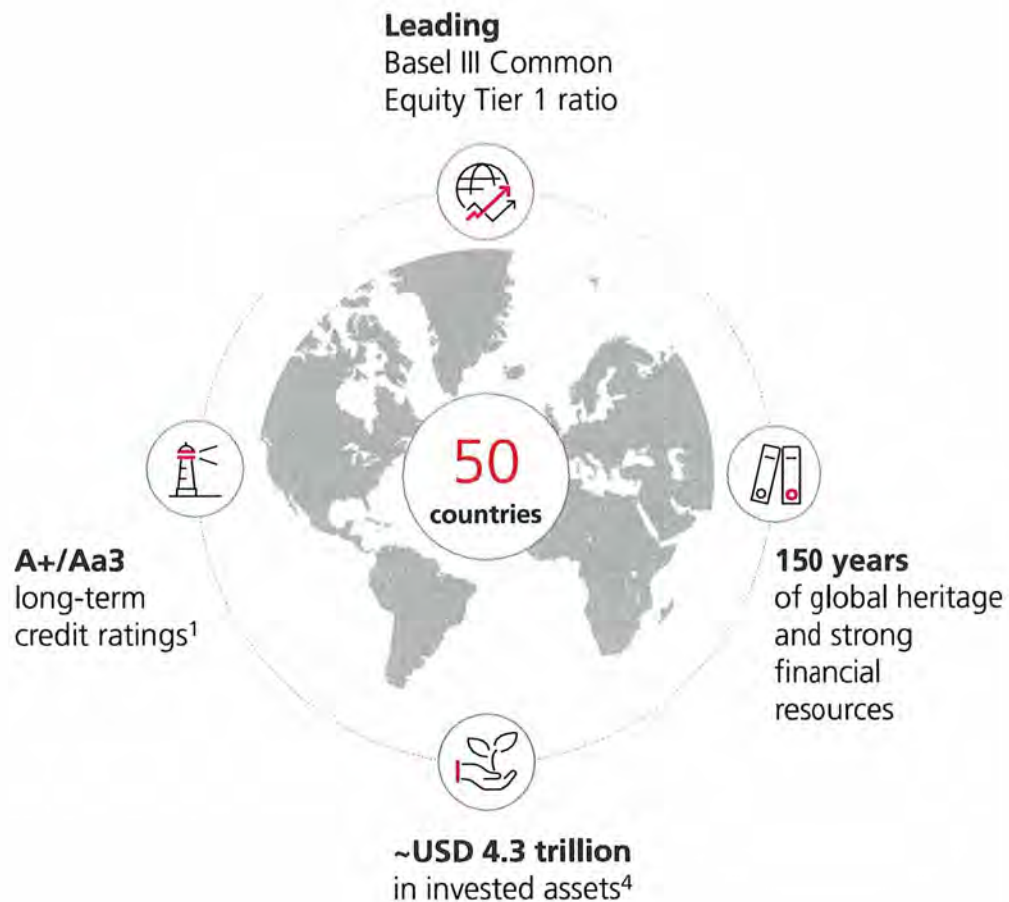 Leading
Basel III Common
Equity Tier 1 ratio
50
countries
A+/Aa3
long-term
credit ratings¹
150 years
of global heritage
and strong
financial
resources
~USD 4.3 trillion
in invested assets⁴